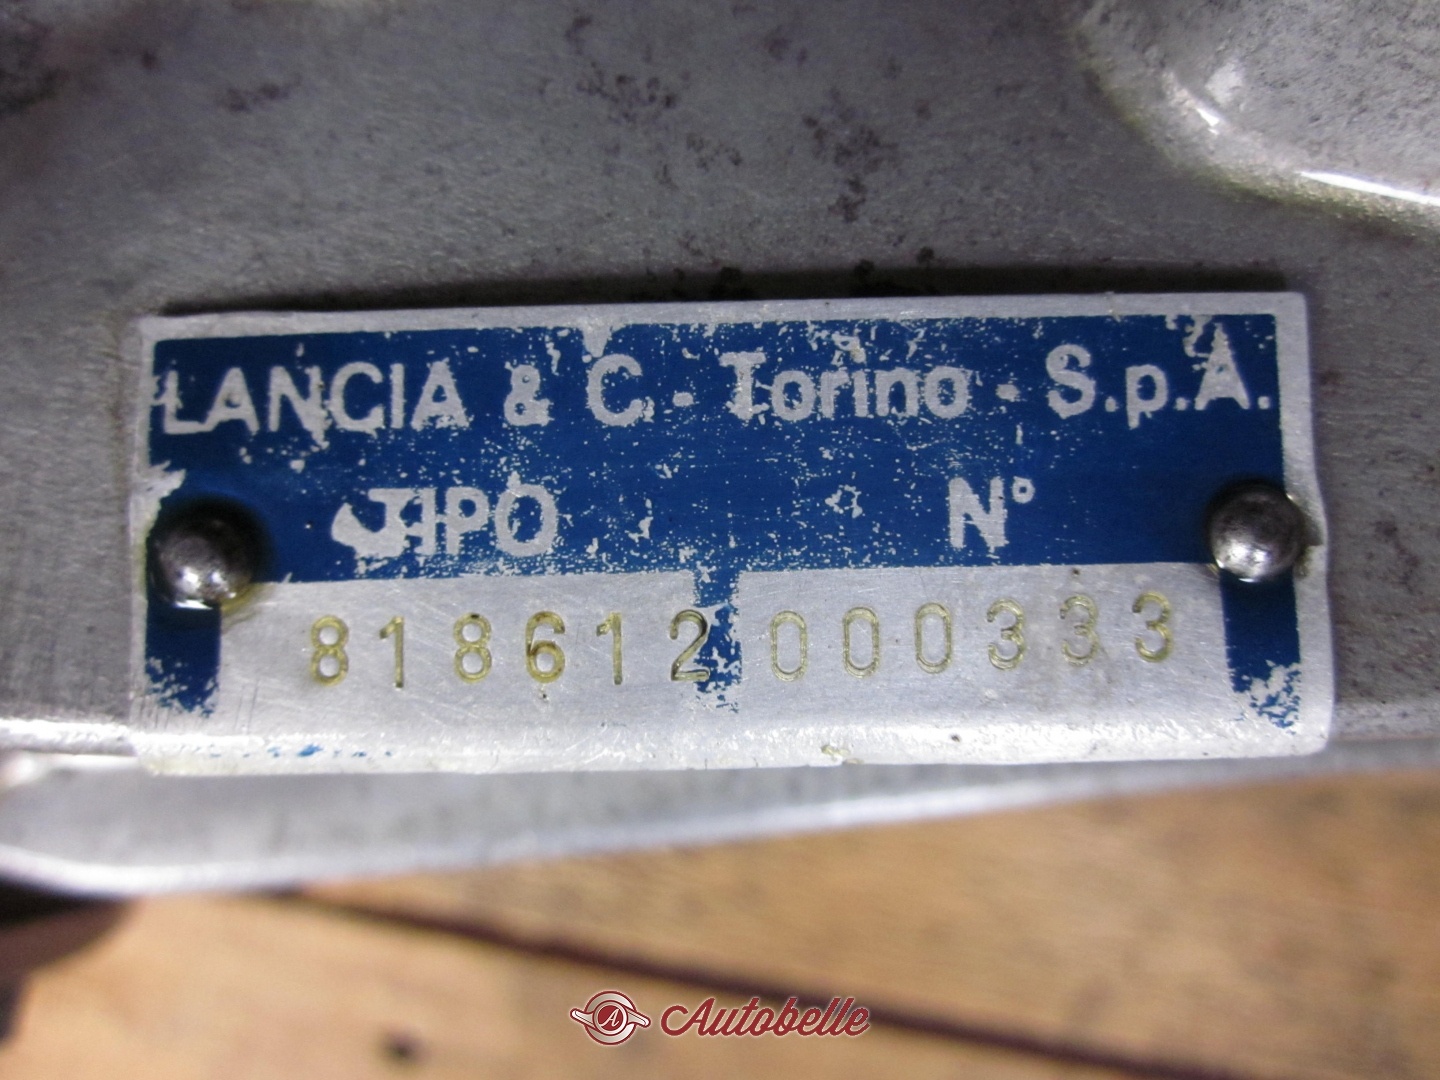 LANCIA & C. - Torino - S.p.A.
TIPO N°
818612 000333
A Autobelle